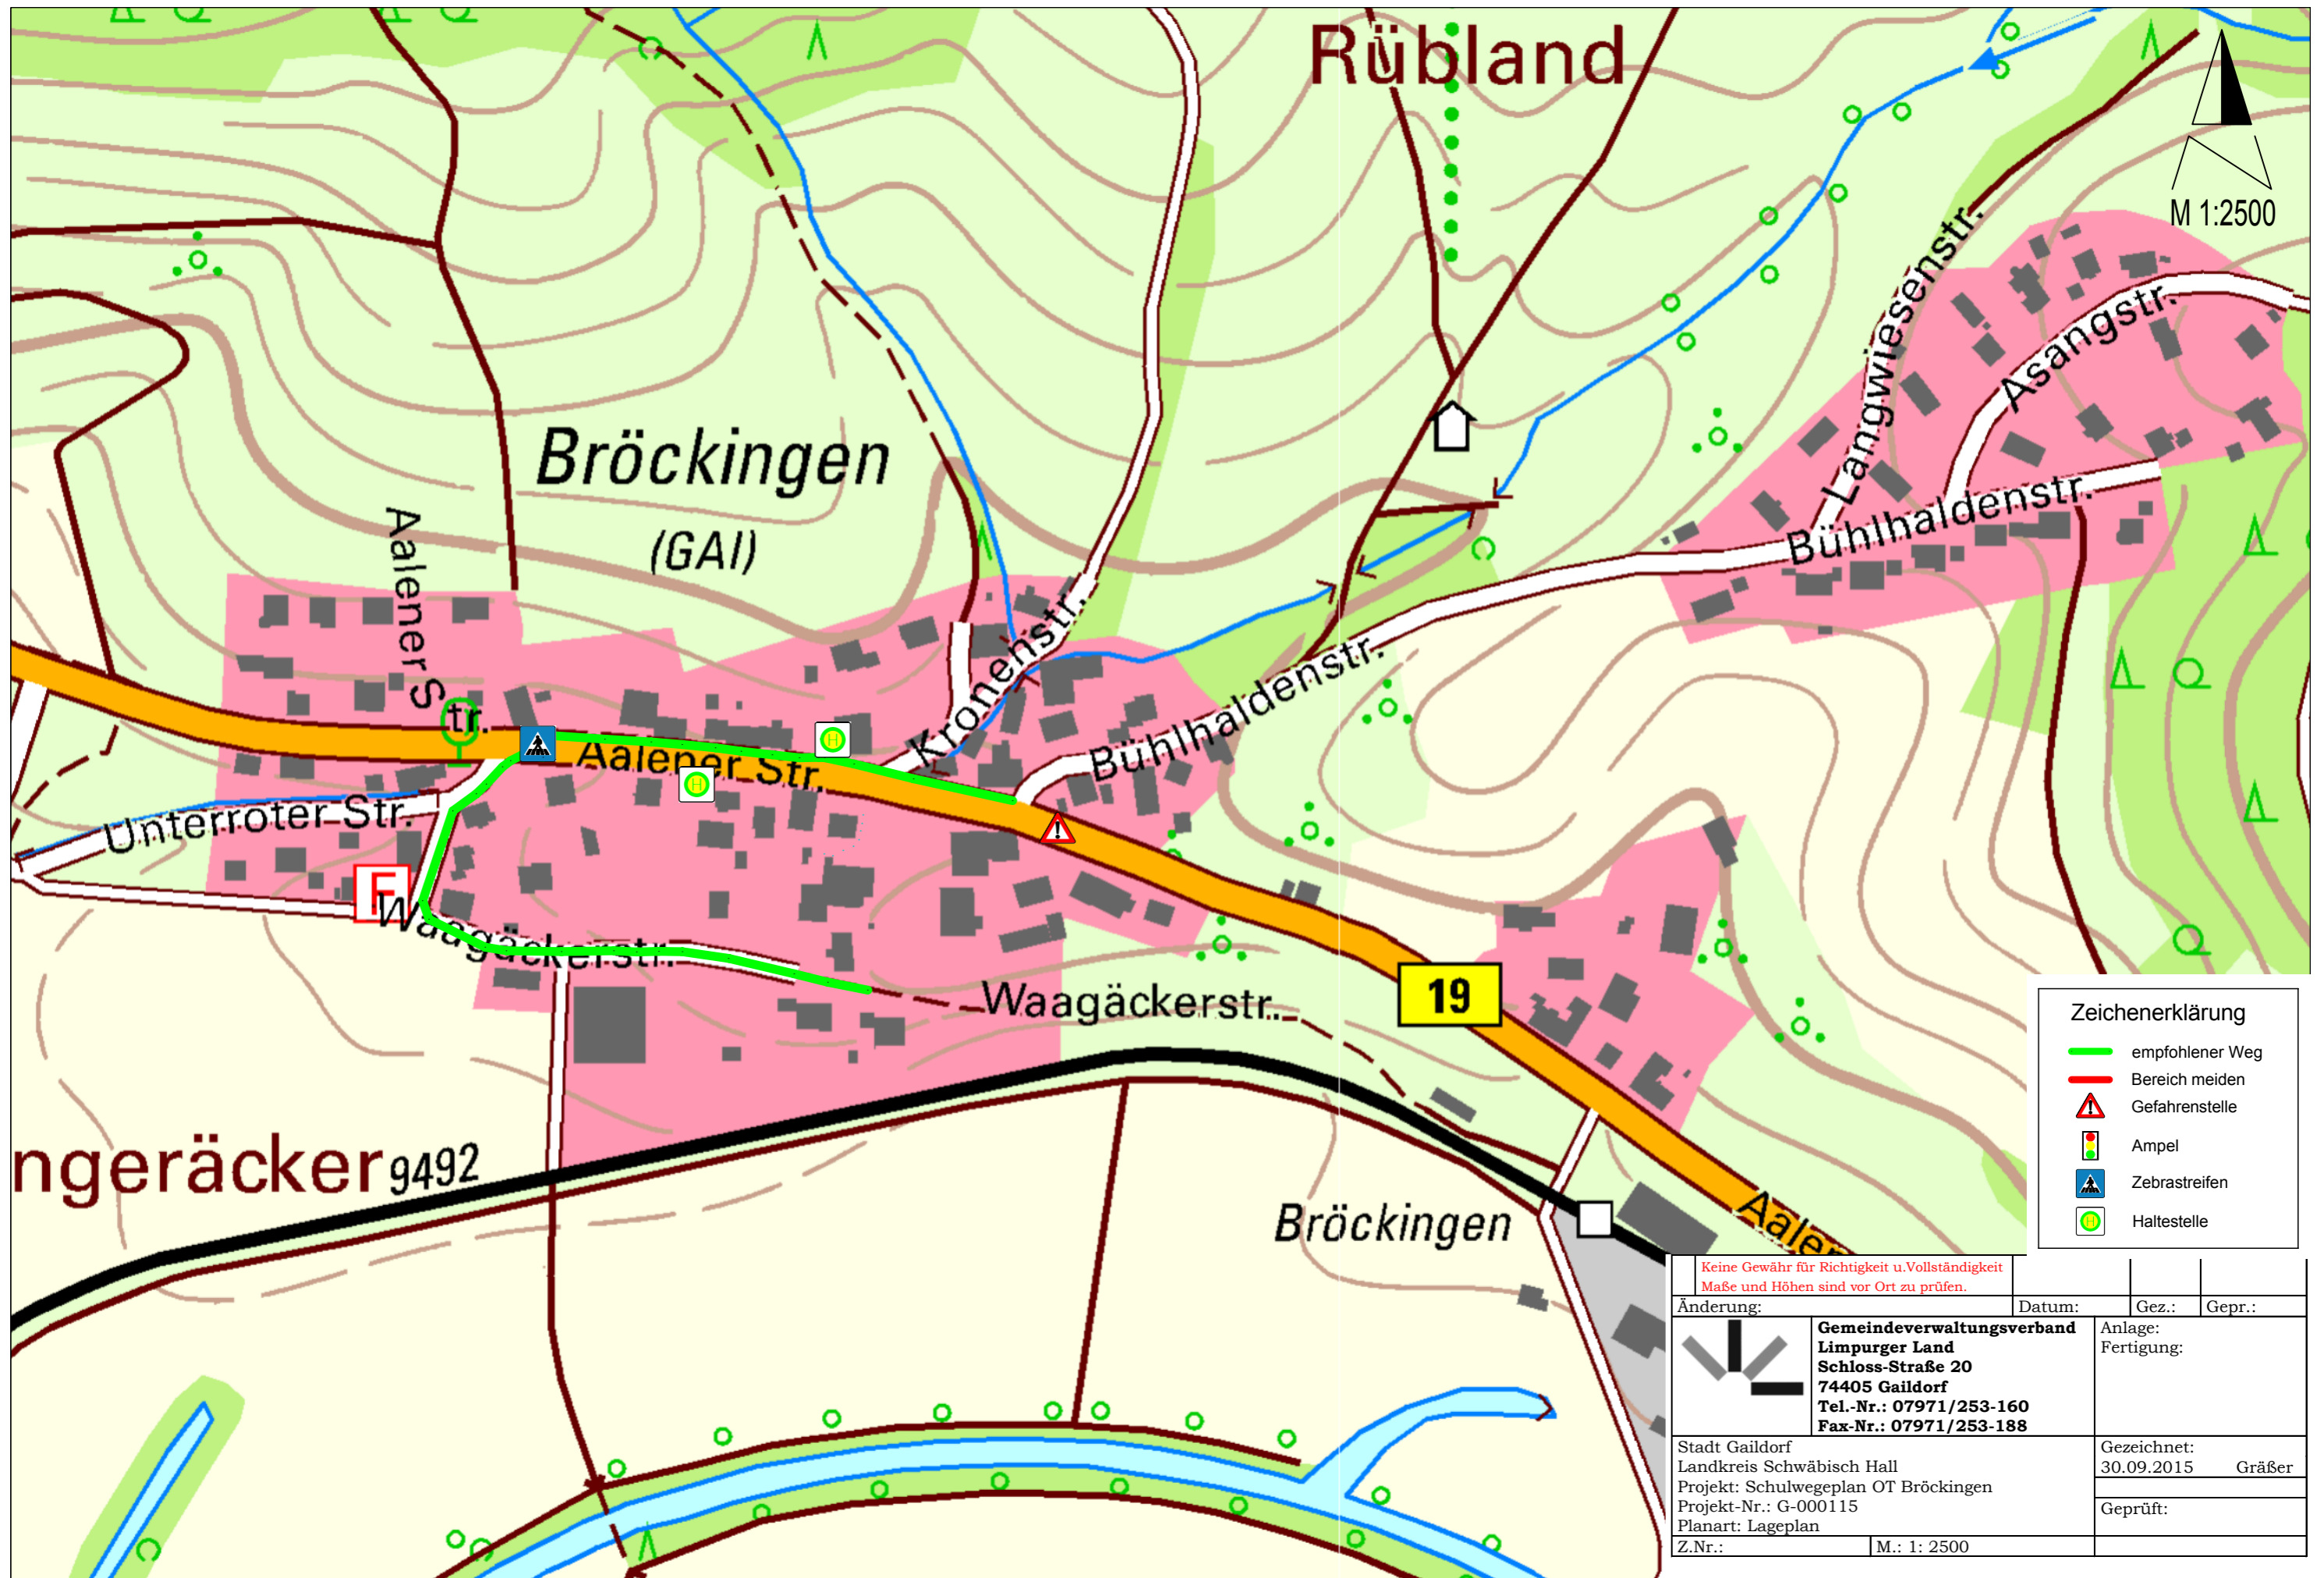 Rübland
M 1:2500
Langwiesenstr.
Asangstr.
Bröckingen
(GAI)
Aalener Str.
Bühlhaldenstr.
Kronenstr.
Bühlhaldenstr.
Aalener Str.
H
H
Unterroter Str.
F
Waagäckerstr.
Waagäckerstr.
19
ngeräcker
9492
Bröckingen
Aalen
Zeichenerklärung
empfohlener Weg
Bereich meiden
Gefahrenstelle
Ampel
Zebrastreifen
H Haltestelle
Keine Gewähr für Richtigkeit u.Vollständigkeit
Maße und Höhen sind vor Ort zu prüfen.
Änderung: Datum: Gez.: Gepr.:
Gemeindeverwaltungsverband
Limpurger Land
Schloss-Straße 20
74405 Gaildorf
Tel.-Nr.: 07971/253-160
Fax-Nr.: 07971/253-188
Anlage:
Fertigung:
Stadt Gaildorf
Landkreis Schwäbisch Hall
Projekt: Schulwegeplan OT Bröckingen
Projekt-Nr.: G-000115
Planart: Lageplan
Gezeichnet:
30.09.2015 Gräßer
Geprüft:
Z.Nr.: M.: 1: 2500